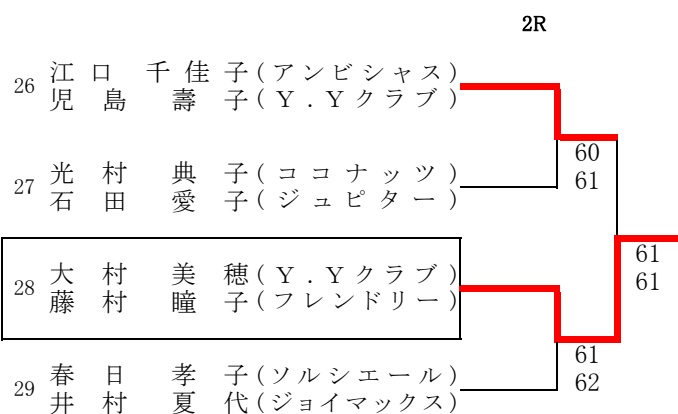 2R
26 江口 千佳子(アンビシャス)
児島 壽子(Y.Yクラブ)
60
61
27 光村 典子(ココナッツ)
石田 愛子(ジュピター)
61
61
28 大村 美穂(Y.Yクラブ)
藤村 瞳子(フレンドリー)
61
62
29 春日 孝子(ソルシエール)
井村 夏代(ジョイマックス)